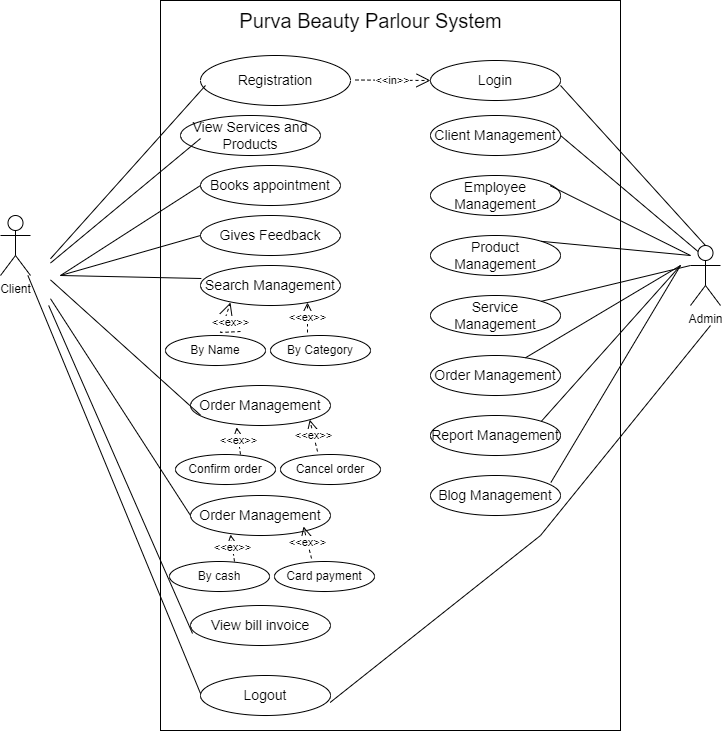 Purva Beauty Parlour System
Registration
<<in>>
Login
View Services and
Products
Client Management
Books appointment
Employee
Management
Gives Feedback
Product
Management
Client
Admin
Search Management
<<ex>>
<<ex>>
By Name
By Category
Service
Management
Order Management
Order Management
<<ex>>
<<ex>>
Confirm order
Cancel order
Report Management
Blog Management
Order Management
<<ex>>
<<ex>>
By cash
Card payment
View bill invoice
Logout